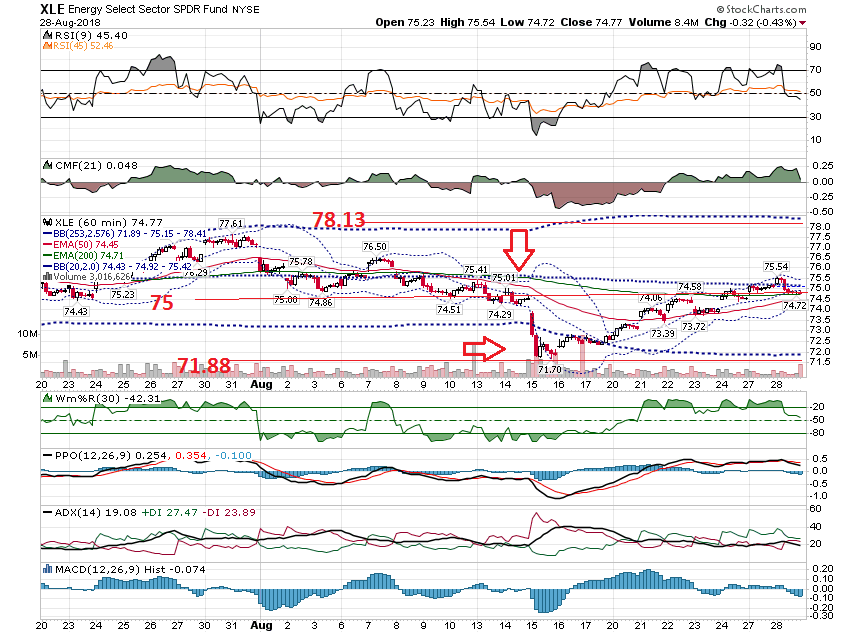 XLE Energy Select Sector SPDR Fund NYSE
© StockCharts.com
28-Aug-2018
Open 75.23 High 75.54 Low 74.72 Close 74.77 Volume 8.4M Chg -0.32 (-0.43%)
RSI(9) 45.40
RSI(45) 52.46
90
70
50
30
10
CMF(21) 0.048
0.25
0.00
-0.25
-0.50
XLE (60 min) 74.77
BB(253,2.576) 71.89 - 75.15 - 78.41
EMA(50) 74.45
EMA(200) 74.71
BB(20,2.0) 74.43 - 74.92 - 75.42
Volume 3,016,626
77.61
78.13
76.50
75.78
75.41
75.01
75.54
75.23
74.43
75
75.00
74.86
74.51
74.29
74.58
74.06
74.72
73.39
73.72
71.88
71.70
78.0
77.5
77.0
76.5
76.0
75.5
75.0
74.5
74.0
73.5
73.0
72.5
72.0
71.5
10M
5M
20 23 24 25 26 27 30 31 Aug 2 3 6 7 8 9 10 13 14 15 16 17 20 21 22 23 24 27 28
Wm%R(30) -42.31
-20
-50
-80
PPO(12,26,9) 0.254, 0.354, -0.100
0.5
0.0
-0.5
-1.0
ADX(14) 19.08 +DI 27.47 -DI 23.89
60
40
20
MACD(12,26,9) Hist -0.074
0.20
0.10
0.00
-0.10
-0.20
-0.30
20 23 24 25 26 27 30 31 Aug 2 3 6 7 8 9 10 13 14 15 16 17 20 21 22 23 24 27 28